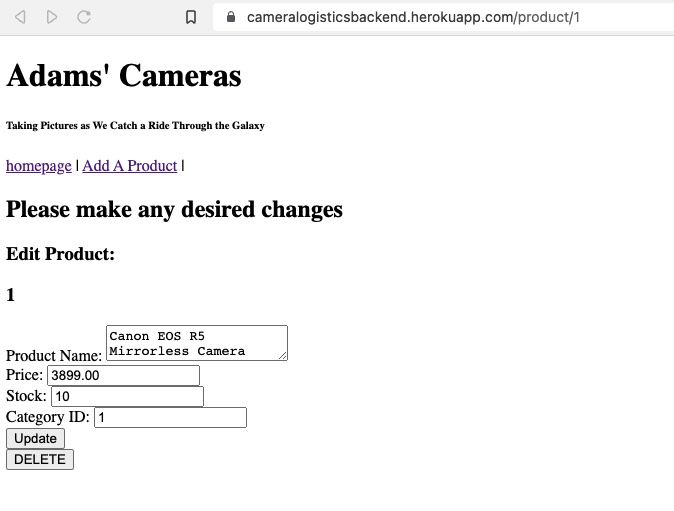 cameralogisticsbackend.herokuapp.com/product/1
Adams' Cameras
Taking Pictures as We Catch a Ride Through the Galaxy
homepage | Add A Product |
Please make any desired changes
Edit Product:
1
Canon EOS R5
Product Name: Mirrorless Camera
Price: 3899.00
Stock: 10
Category ID: 1
Update
DELETE